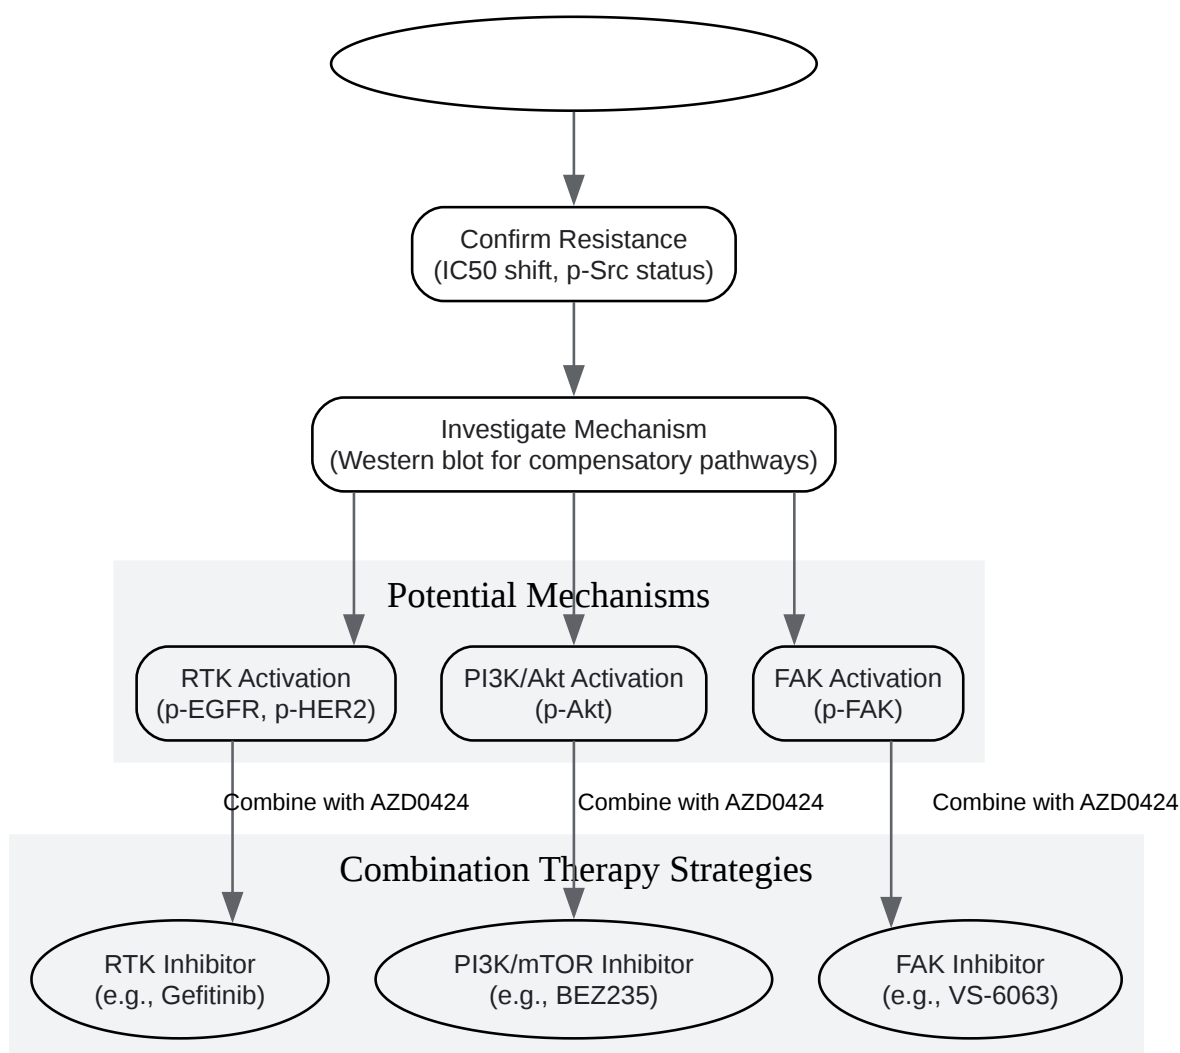 Confirm Resistance
(IC50 shift, p-Src status)
Investigate Mechanism
(Western blot for compensatory pathways)
Potential Mechanisms
RTK Activation
(p-EGFR, p-HER2)
PI3K/Akt Activation
(p-Akt)
FAK Activation
(p-FAK)
Combine with AZD0424
Combine with AZD0424
Combine with AZD0424
Combination Therapy Strategies
RTK Inhibitor
(e.g., Gefitinib)
PI3K/mTOR Inhibitor
(e.g., BEZ235)
FAK Inhibitor
(e.g., VS-6063)